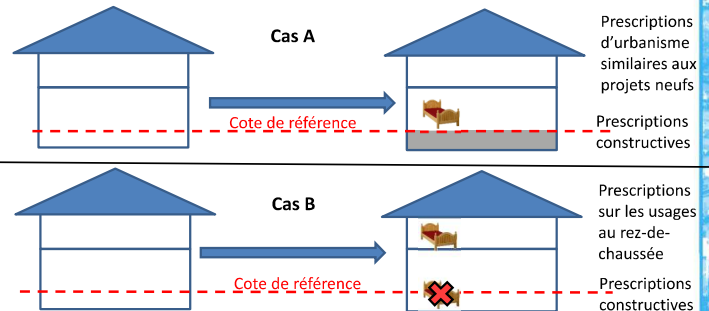 Cas A
Cote de référence
Prescriptions
d’urbanisme
similaires aux
projets neufs
Prescriptions
constructives
Cas B
Cote de référence
Prescriptions
sur les usages
au rez-de-
chaussée
Prescriptions
constructives